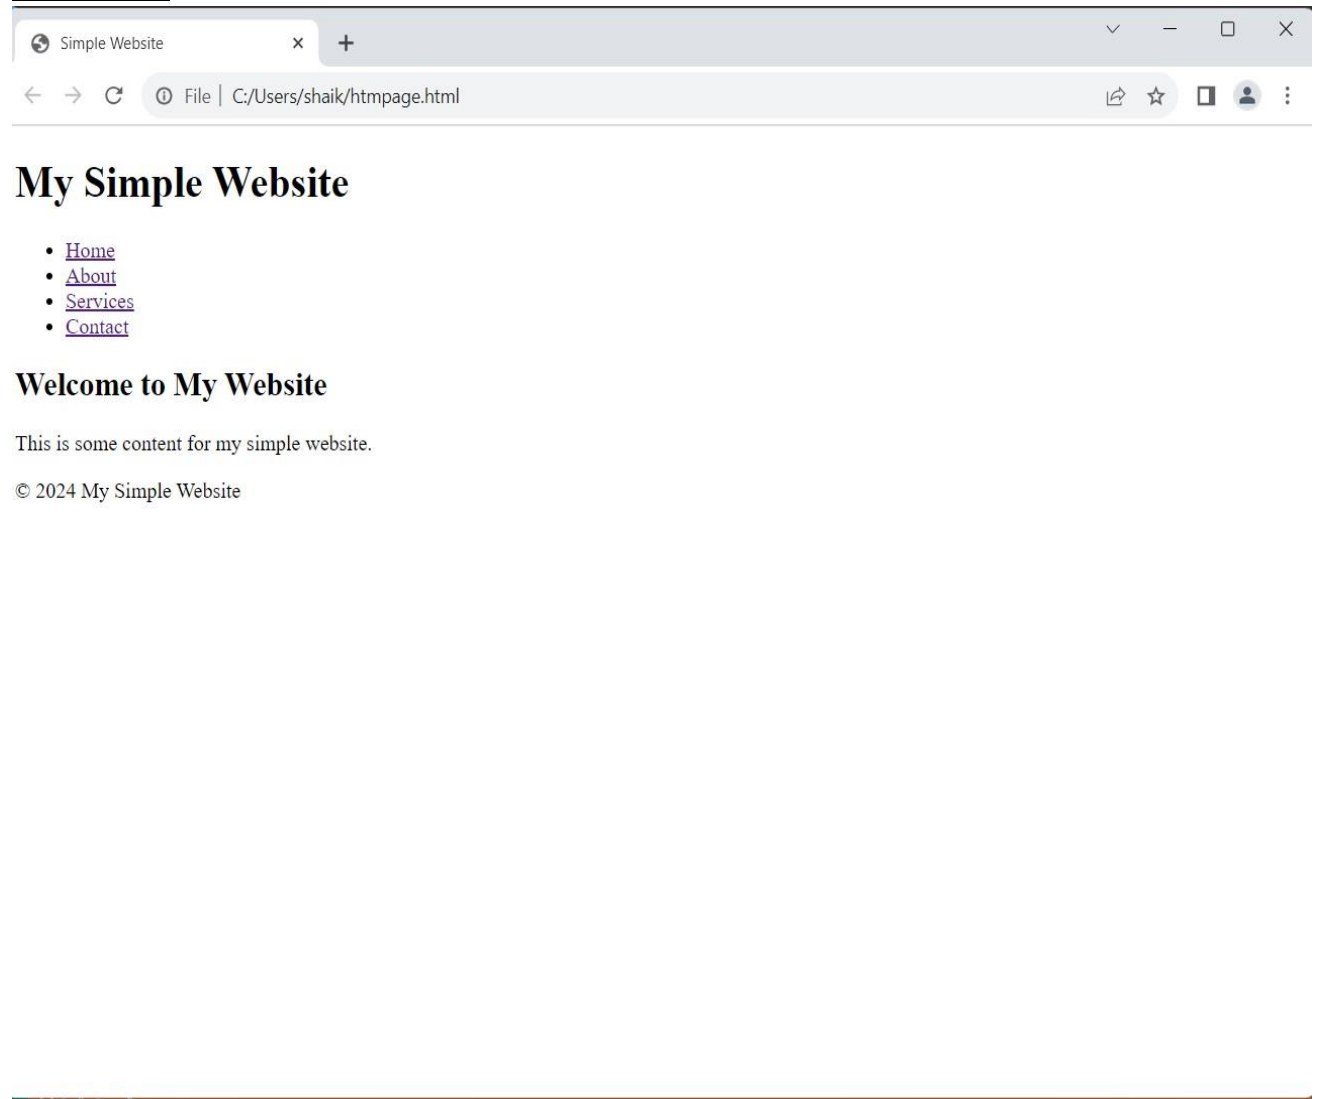 Simple Website
File | C:/Users/shaik/htmpage.html
My Simple Website
• Home
• About
• Services
• Contact
Welcome to My Website
This is some content for my simple website.
© 2024 My Simple Website